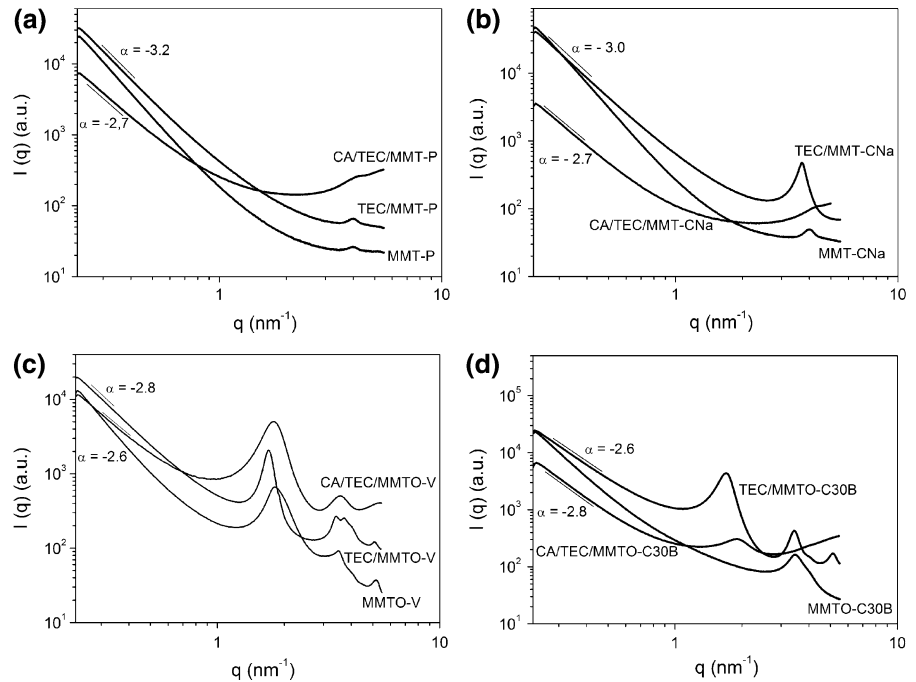 (a)
I (q) (a.u.)
10^4
10^3
10^2
10^1
α = -3.2
α = -2,7
CA/TEC/MMT-P
TEC/MMT-P
MMT-P
1
10
q (nm^-1)
(b)
I (q) (a.u.)
10^4
10^3
10^2
10^1
α = - 3.0
α = - 2.7
TEC/MMT-CNa
CA/TEC/MMT-CNa
MMT-CNa
1
10
q (nm^-1)
(c)
I (q) (a.u.)
10^4
10^3
10^2
10^1
α = -2.8
α = -2.6
CA/TEC/MMTO-V
TEC/MMTO-V
MMTO-V
1
10
q (nm^-1)
(d)
I (q) (a.u.)
10^5
10^4
10^3
10^2
10^1
α = -2.6
α = -2.8
TEC/MMTO-C30B
CA/TEC/MMTO-C30B
MMTO-C30B
1
10
q (nm^-1)